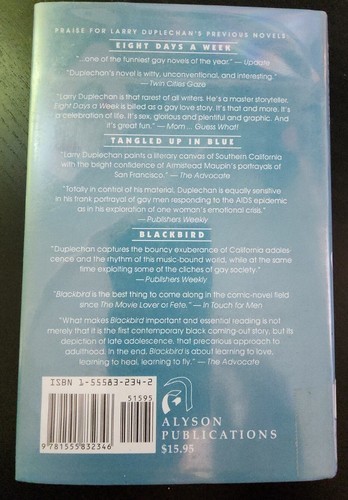 PRAISE FOR LARRY DUPLECHAN'S PREVIOUS NOVELS:
EIGHT DAYS A WEEK
"...one of the funniest gay novels of the year." — Update
"Duplechan's novel is witty, unconventional, and interesting."
— Twin Cities Gaze
"Larry Duplechan is that rarest of all writers. He's a master storyteller.
Eight Days a Week is billed as a gay love story. It's that and more. It's
a celebration of life. It's sex, glorious and plentiful and graphic. And
it's great fun." — Mom... Guess What!
TANGLED UP IN BLUE
"Larry Duplechan paints a literary canvas of Southern California
with the bright confidence of Armistead Maupin's portrayals of
San Francisco." — The Advocate
"Totally in control of his material, Duplechan is equally sensitive
in his frank portrayal of gay men responding to the AIDS epidemic
as in his exploration of one woman's emotional crisis."
— Publishers Weekly
BLACKBIRD
"Duplechan captures the bouncy exuberance of California adoles-
cence and the rhythm of this music-bound world, while at the same
time exploiting some of the cliches of gay society."
— Publishers Weekly
"Blackbird is the best thing to come along in the comic-novel field
since The Movie Lover or Fete." — In Touch for Men
"What makes Blackbird important and essential reading is not
merely that it is the first contemporary black coming-out story, but its
depiction of late adolescence, that precarious approach to
adulthood. In the end, Blackbird is about learning to love,
learning to heal, learning to fly." — The Advocate
ISBN 1-55583-234-2
51595
9 781555 832346
ALYSON
PUBLICATIONS
$15.95